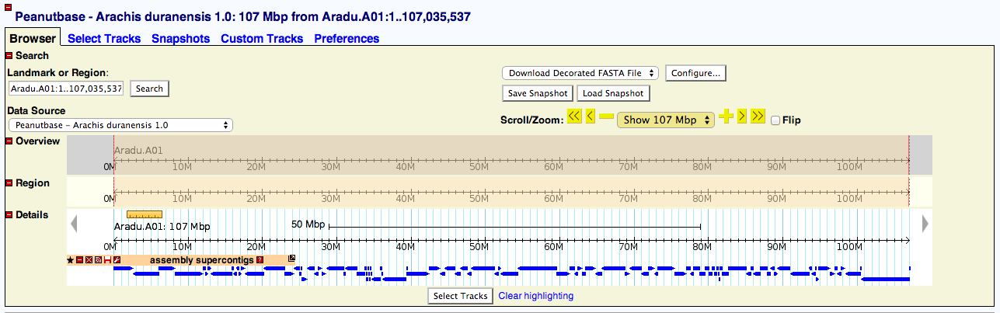 Peanutbase - Arachis duranensis 1.0: 107 Mbp from Aradu.A01:1..107,035,537
Browser Select Tracks Snapshots Custom Tracks Preferences
Search
Landmark or Region:
Aradu.A01:1..107,035,537 Search
Download Decorated FASTA File Configure...
Save Snapshot Load Snapshot
Data Source
Peanutbase - Arachis duranensis 1.0
Scroll/Zoom: << < Show 107 Mbp > >> Flip
Overview
Aradu.A01
0M 10M 20M 30M 40M 50M 60M 70M 80M 90M 100M
Region
0M 10M 20M 30M 40M 50M 60M 70M 80M 90M 100M
Details
Aradu.A01: 107 Mbp 50 Mbp
0M 10M 20M 30M 40M 50M 60M 70M 80M 90M 100M
assembly supercontigs ?
Select Tracks Clear highlighting